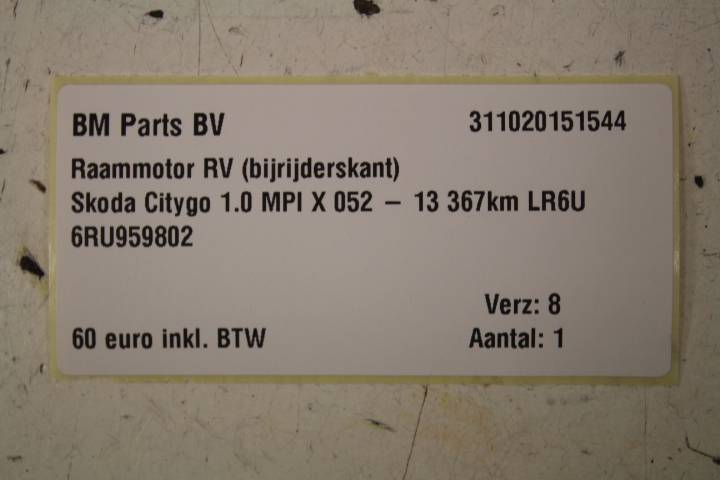 BM Parts BV 311020151544
Raammotor RV (bijrijderskant)
Skoda Citygo 1.0 MPI X 052 – 13 367km LR6U
6RU959802
Verz: 8
60 euro inkl. BTW Aantal: 1